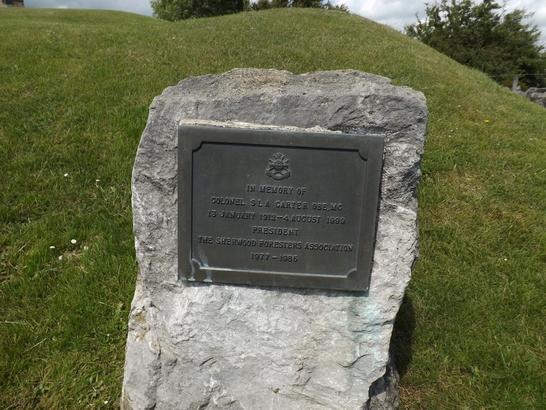 IN MEMORY OF
COLONEL S L A CARTER OBE, MC
13 JANUARY 1912 - 4 AUGUST 1990
PRESIDENT
THE SHERWOOD FORESTERS ASSOCIATION
1977 - 1985